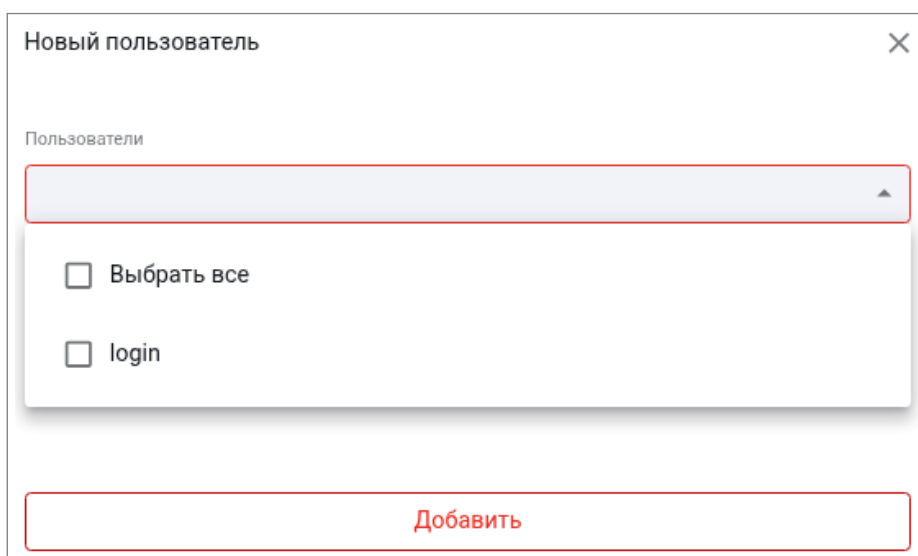 Новый пользователь
Пользователи
Выбрать все
login
Добавить